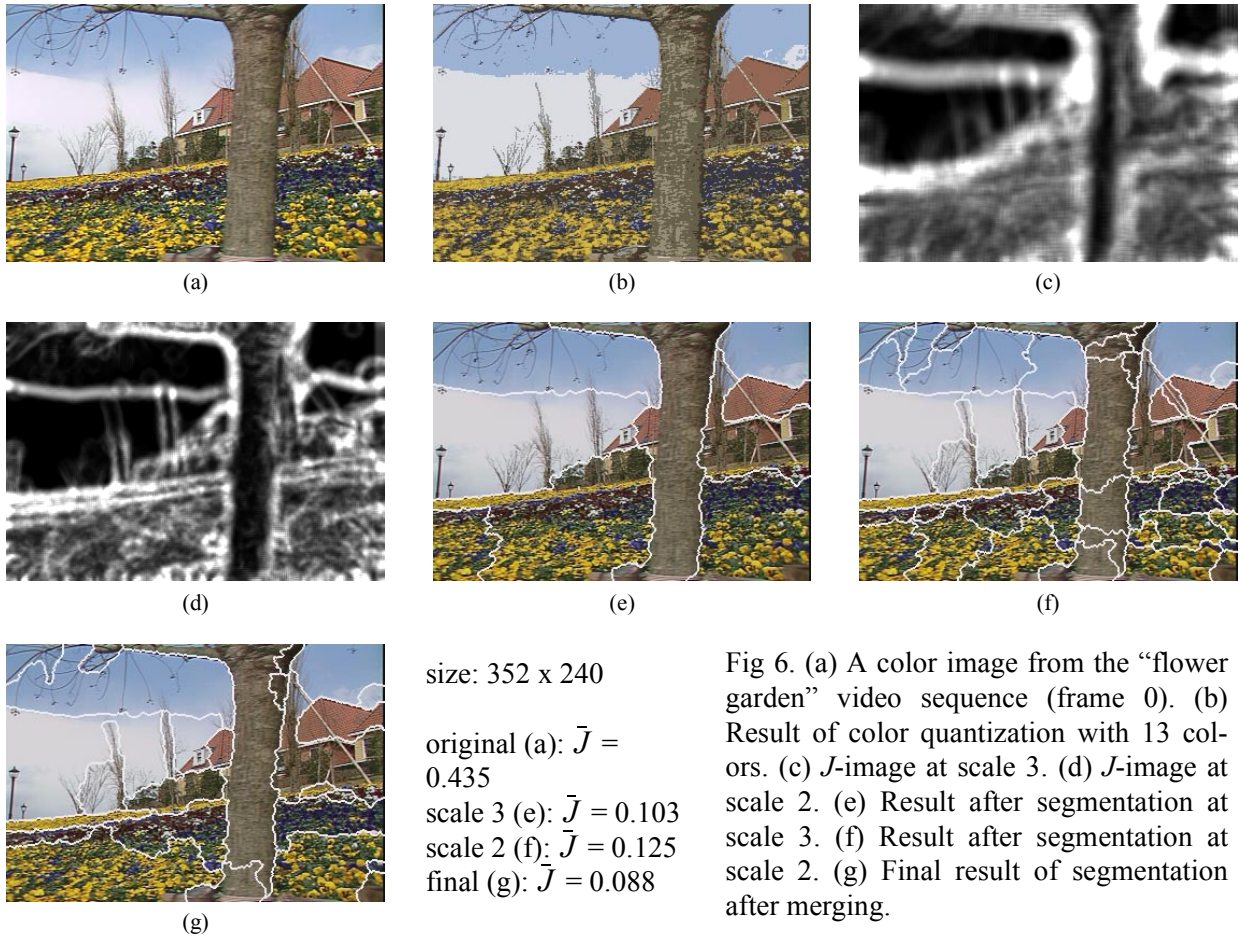 (a)
(b)
(c)
(d)
(e)
(f)
(g)
size: 352 x 240
original (a): J̄ =
0.435
scale 3 (e): J̄ = 0.103
scale 2 (f): J̄ = 0.125
final (g): J̄ = 0.088
Fig 6. (a) A color image from the “flower
garden” video sequence (frame 0). (b)
Result of color quantization with 13 col-
ors. (c) J-image at scale 3. (d) J-image at
scale 2. (e) Result after segmentation at
scale 3. (f) Result after segmentation at
scale 2. (g) Final result of segmentation
after merging.